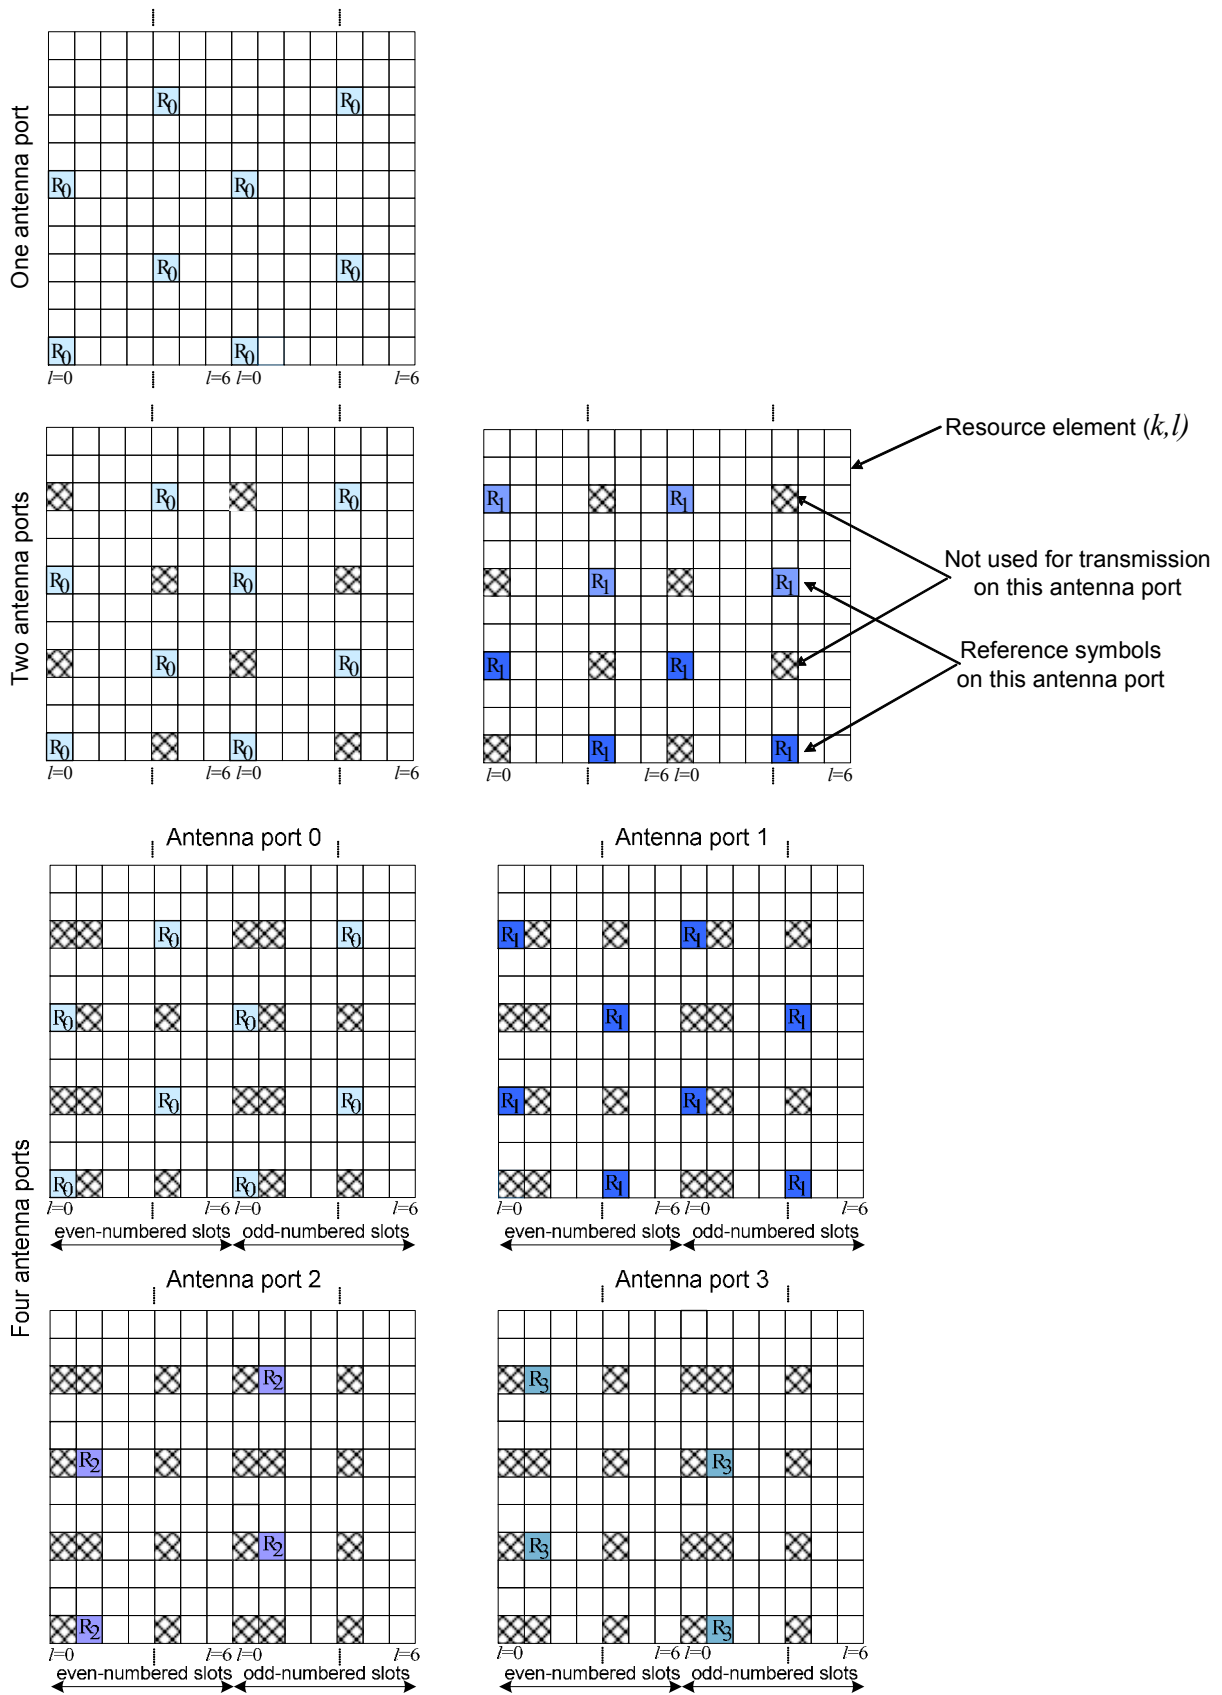 One antenna port
R0 R0
R0 R0
R0 R0
R0 R0
l=0 l=6 l=0 l=6
Two antenna ports
R0 R0
R0 R0
R0 R0
R0 R0
l=0 l=6 l=0 l=6
R1 R1
R1 R1
R1 R1
R1 R1
l=0 l=6 l=0 l=6
Resource element (k,l)
Not used for transmission
on this antenna port
Reference symbols
on this antenna port
Four antenna ports
Antenna port 0
R0 R0
R0 R0
R0 R0
R0 R0
l=0 l=6 l=0 l=6
even-numbered slots odd-numbered slots
Antenna port 1
R1 R1
R1 R1
R1 R1
R1 R1
l=0 l=6 l=0 l=6
even-numbered slots odd-numbered slots
Antenna port 2
R2
R2
R2
R2
l=0 l=6 l=0 l=6
even-numbered slots odd-numbered slots
Antenna port 3
R3
R3
R3
R3
l=0 l=6 l=0 l=6
even-numbered slots odd-numbered slots